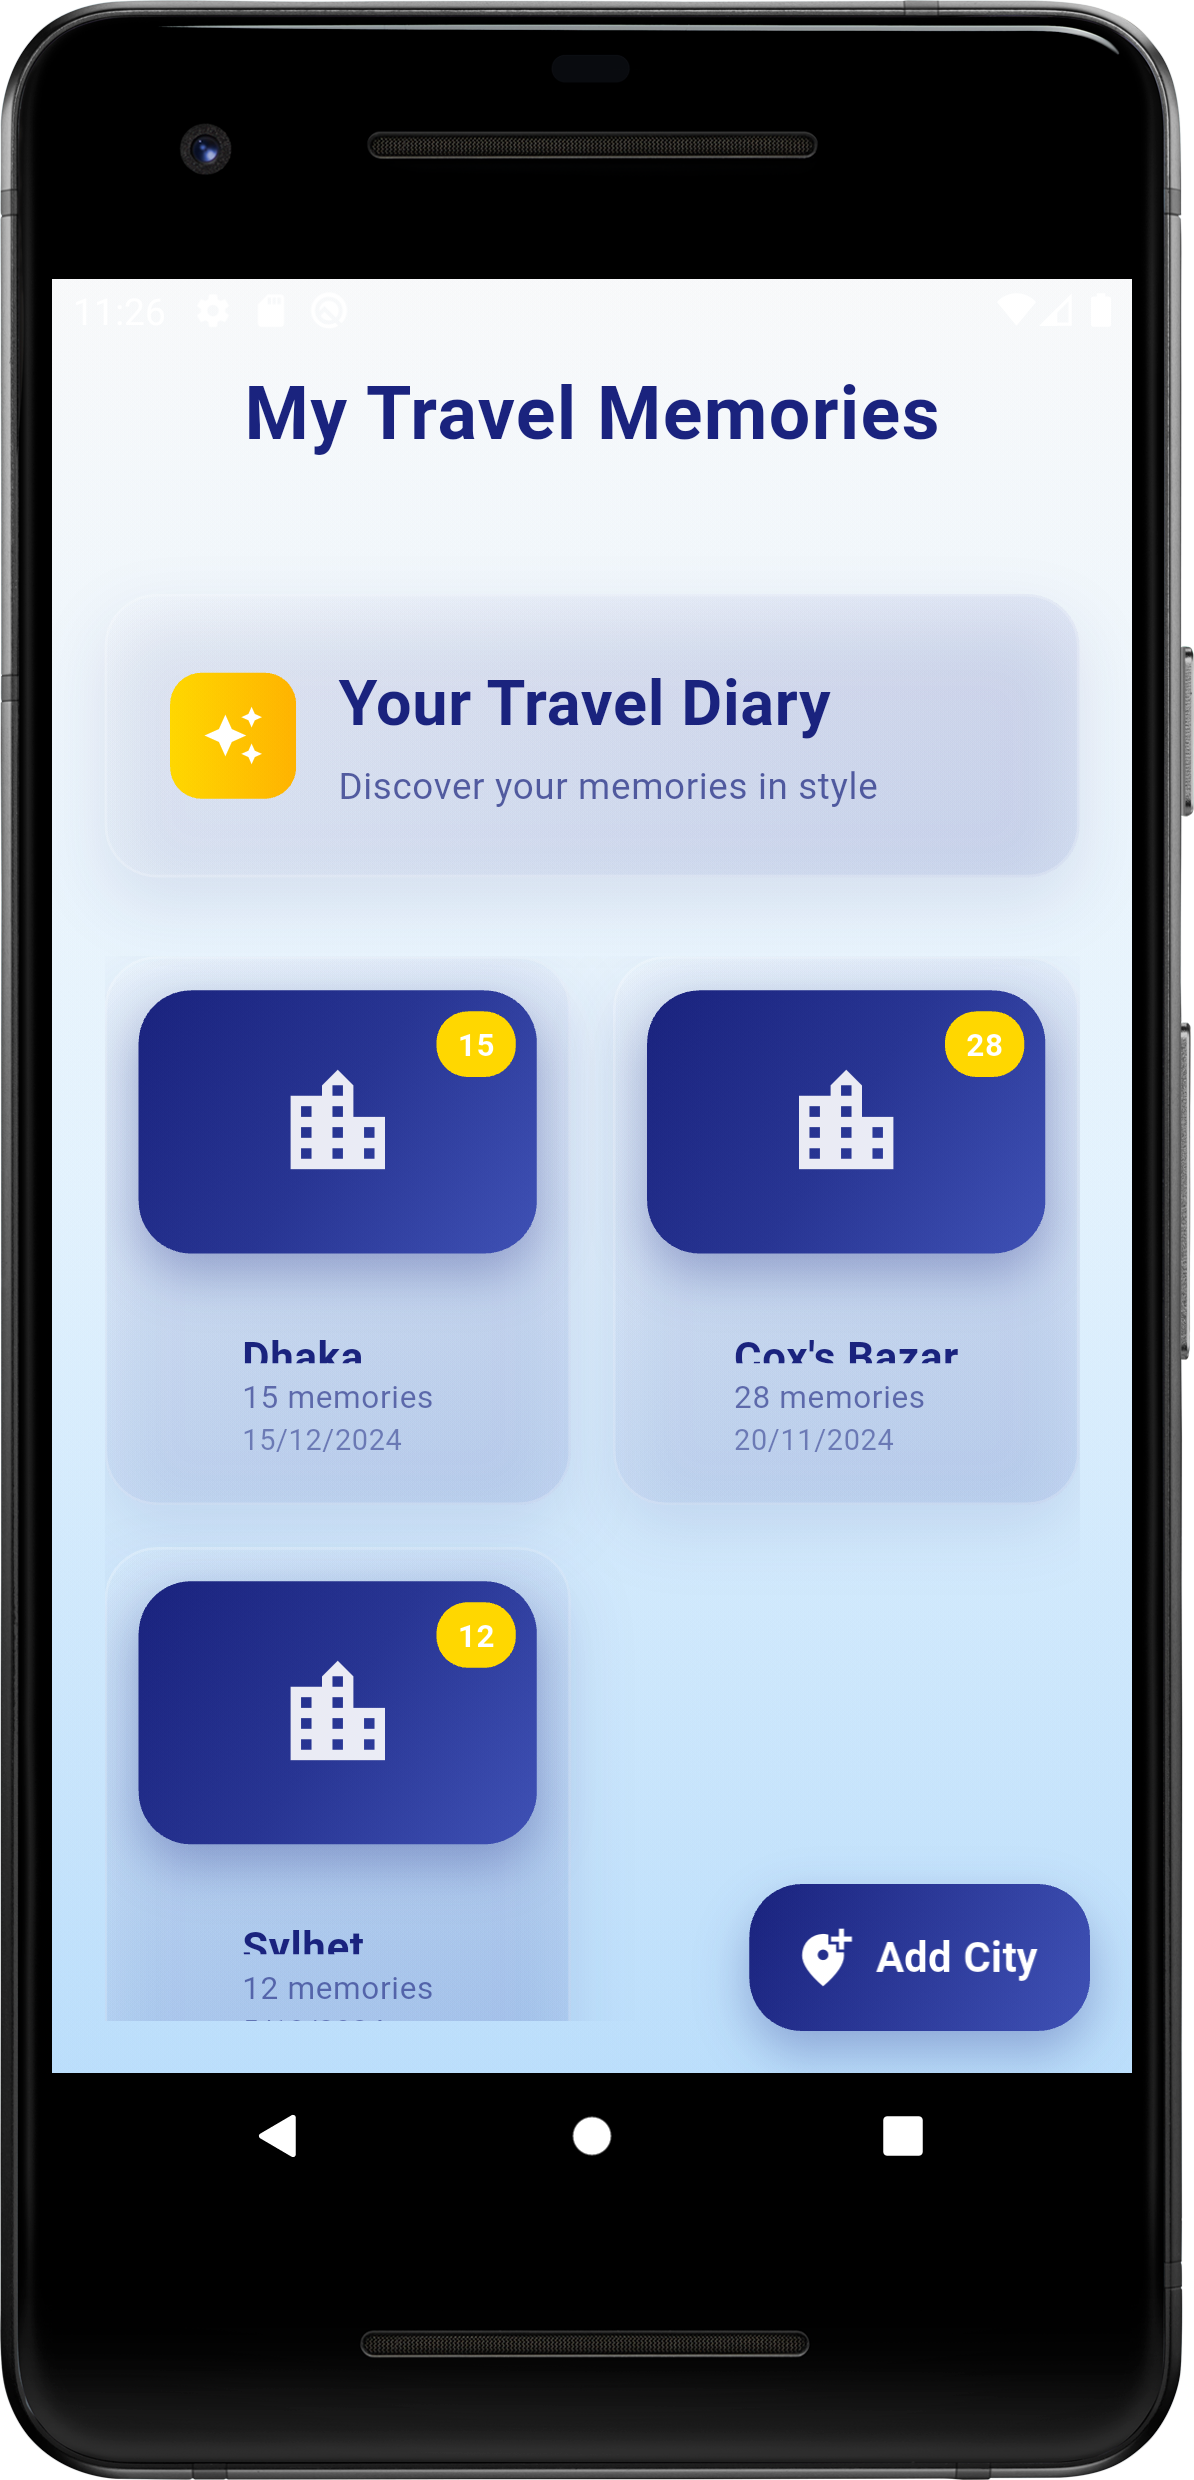 11:26
My Travel Memories
Your Travel Diary
Discover your memories in style
15
28
Dhaka
Cox's Bazar
15 memories
28 memories
15/12/2024
20/11/2024
12
Sylhet
12 memories
Add City